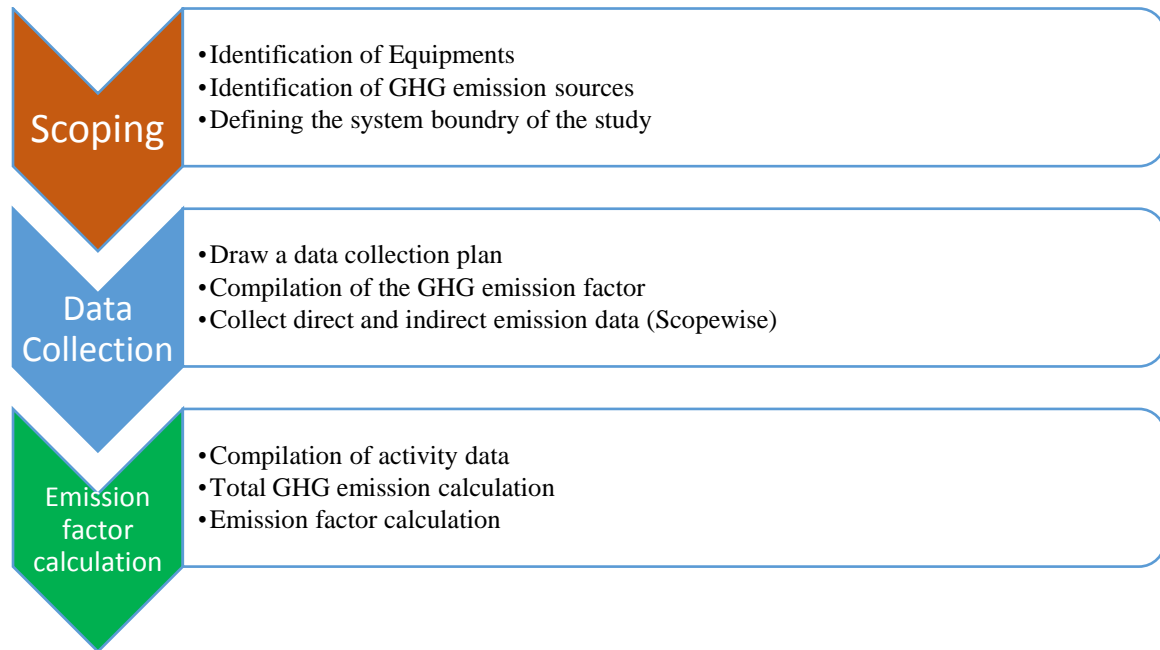 Scoping
•Identification of Equipments
•Identification of GHG emission sources
•Defining the system boundry of the study
Data
Collection
•Draw a data collection plan
•Compilation of the GHG emission factor
•Collect direct and indirect emission data (Scopewise)
Emission
factor
calculation
•Compilation of activity data
•Total GHG emission calculation
•Emission factor calculation